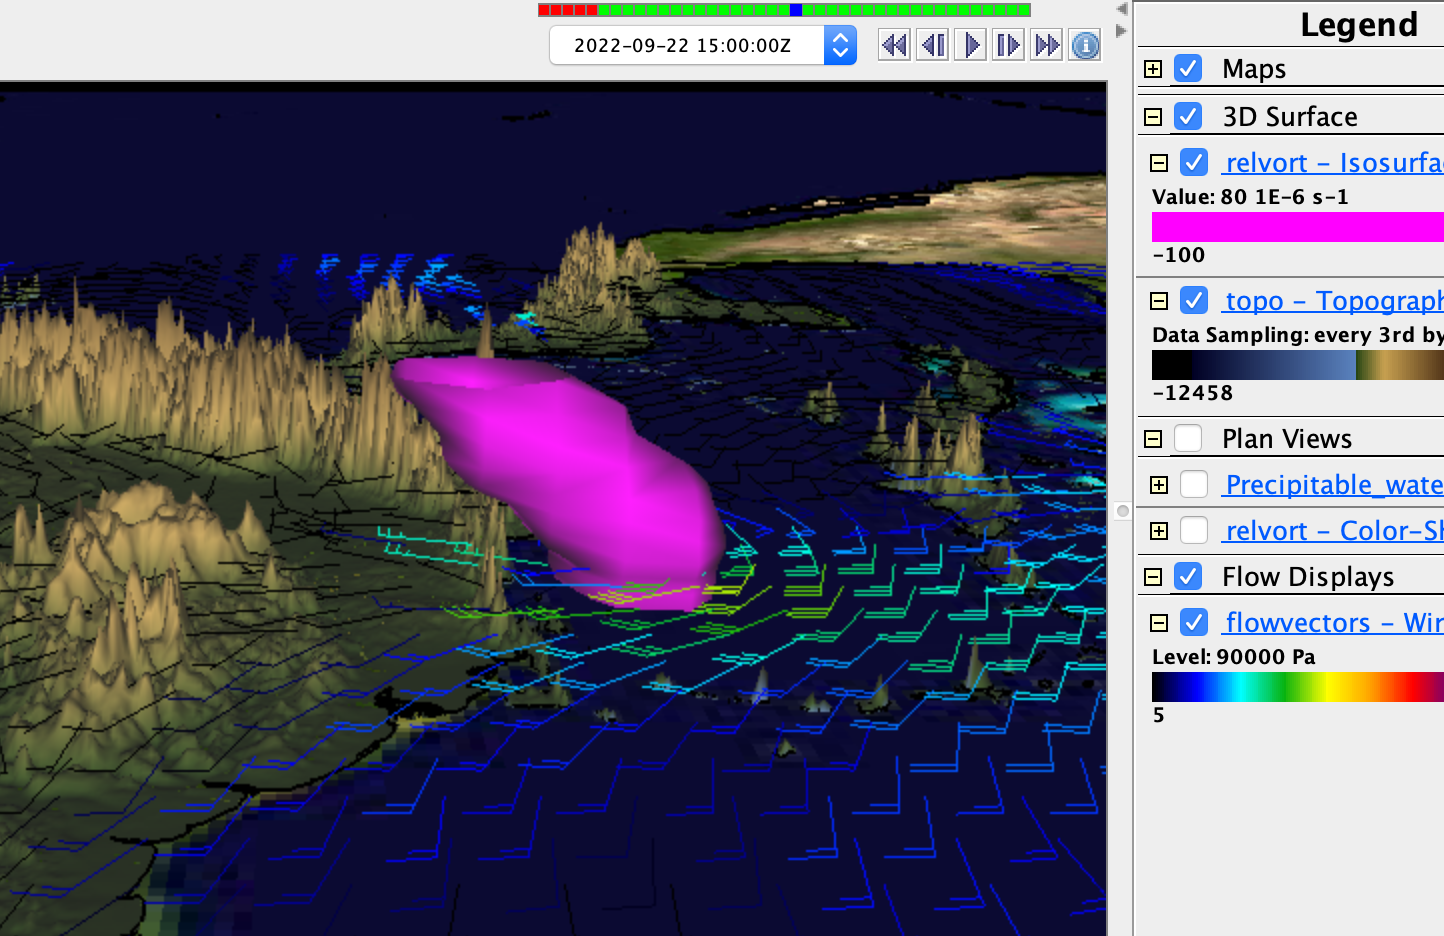 2022-09-22 15:00:00Z
Legend
Maps
3D Surface
relvort - Isosurfa
Value: 80 1E-6 s-1
-100
topo - Topograph
Data Sampling: every 3rd by
-12458
Plan Views
Precipitable_wate
relvort - Color-Sh
Flow Displays
flowvectors - Win
Level: 90000 Pa
5